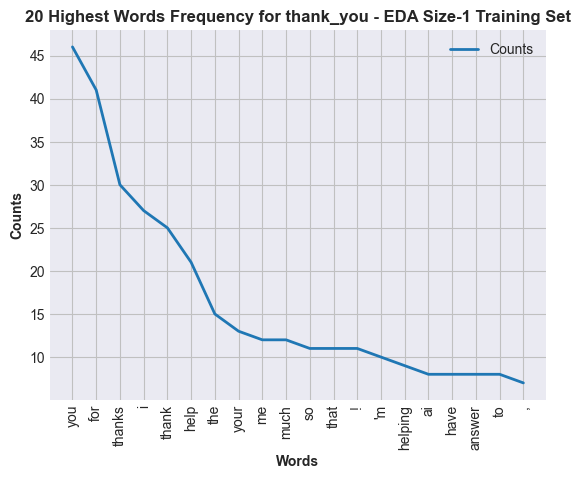 20 Highest Words Frequency for thank_you - EDA Size-1 Training Set
Counts
45
40
35
30
25
20
15
10
Counts
you
for
thanks
i
thank
help
the
your
me
much
so
that
!
'm
helping
ai
have
answer
to
,
Words